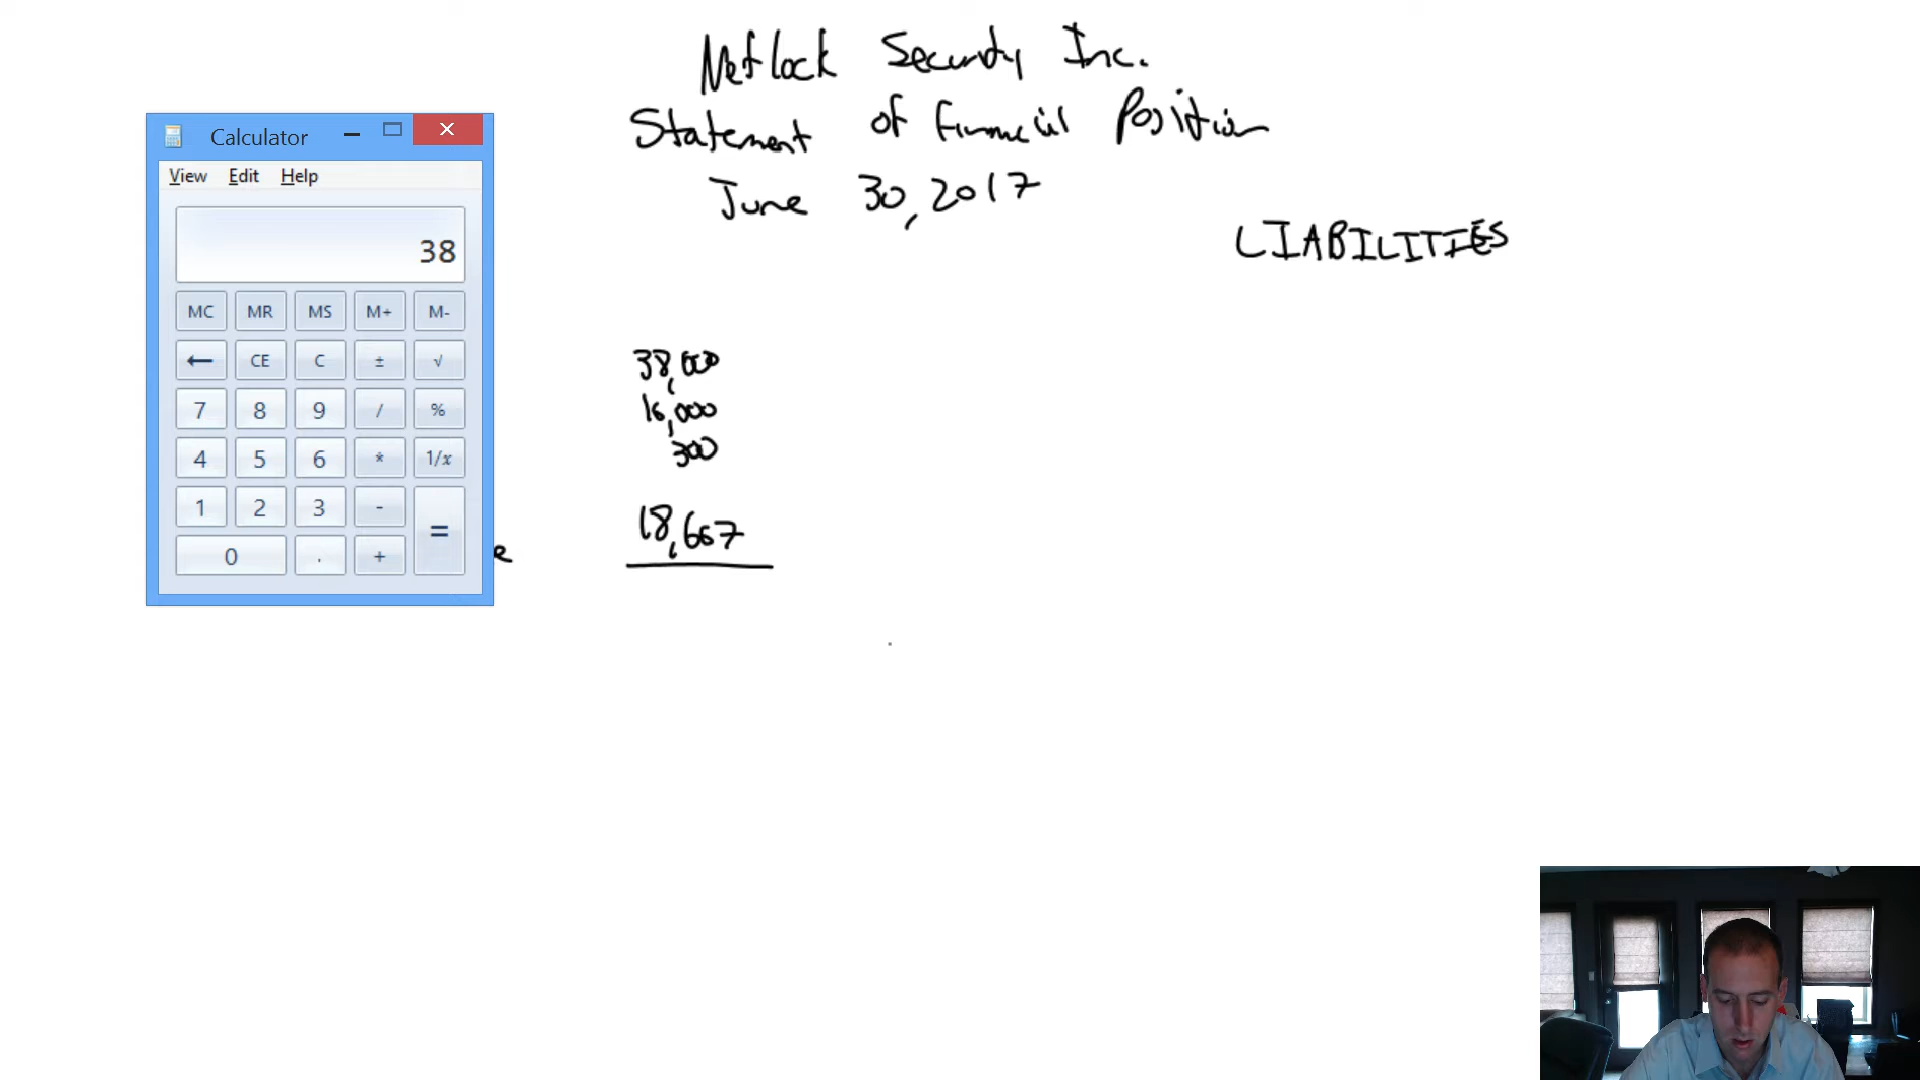 Netlock Security Inc.
Statement of Financial Position
June 30, 2017
LIABILITIES
Calculator
View Edit Help
38
MC MR MS M+ M-
← CE C ± √
7 8 9 / %
4 5 6 * 1/x
1 2 3 - =
0 . +
38,000
16,000
300
18,667
e